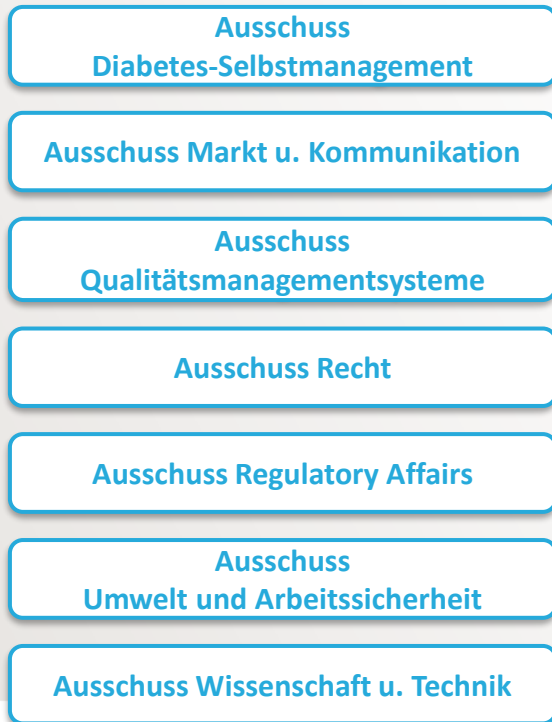 Ausschuss
Diabetes-Selbstmanagement
Ausschuss Markt u. Kommunikation
Ausschuss
Qualitätsmanagementsysteme
Ausschuss Recht
Ausschuss Regulatory Affairs
Ausschuss
Umwelt und Arbeitssicherheit
Ausschuss Wissenschaft u. Technik